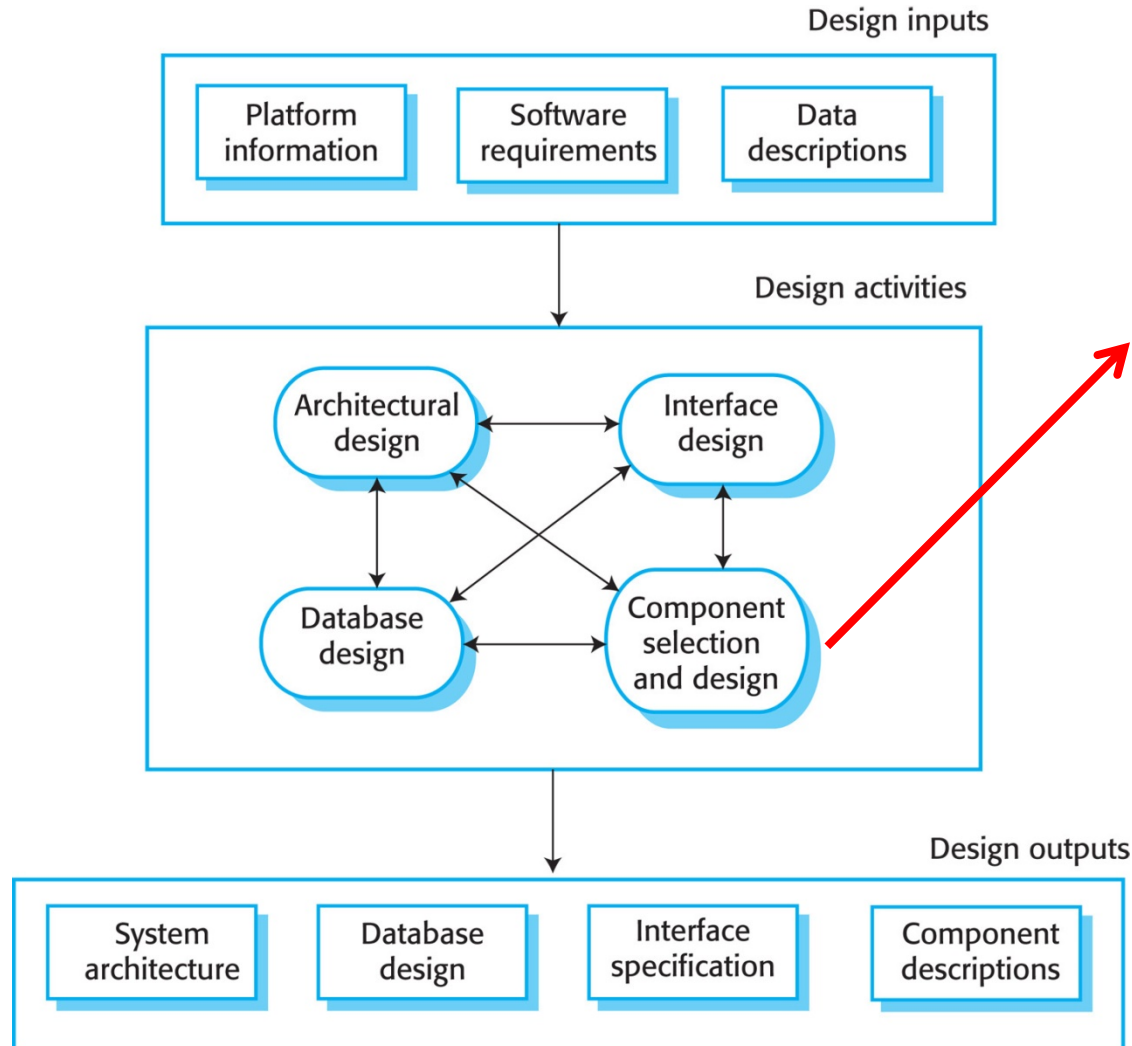 Design inputs
Platform
information
Software
requirements
Data
descriptions
Design activities
Architectural
design
Interface
design
Database
design
Component
selection
and design
Design outputs
System
architecture
Database
design
Interface
specification
Component
descriptions